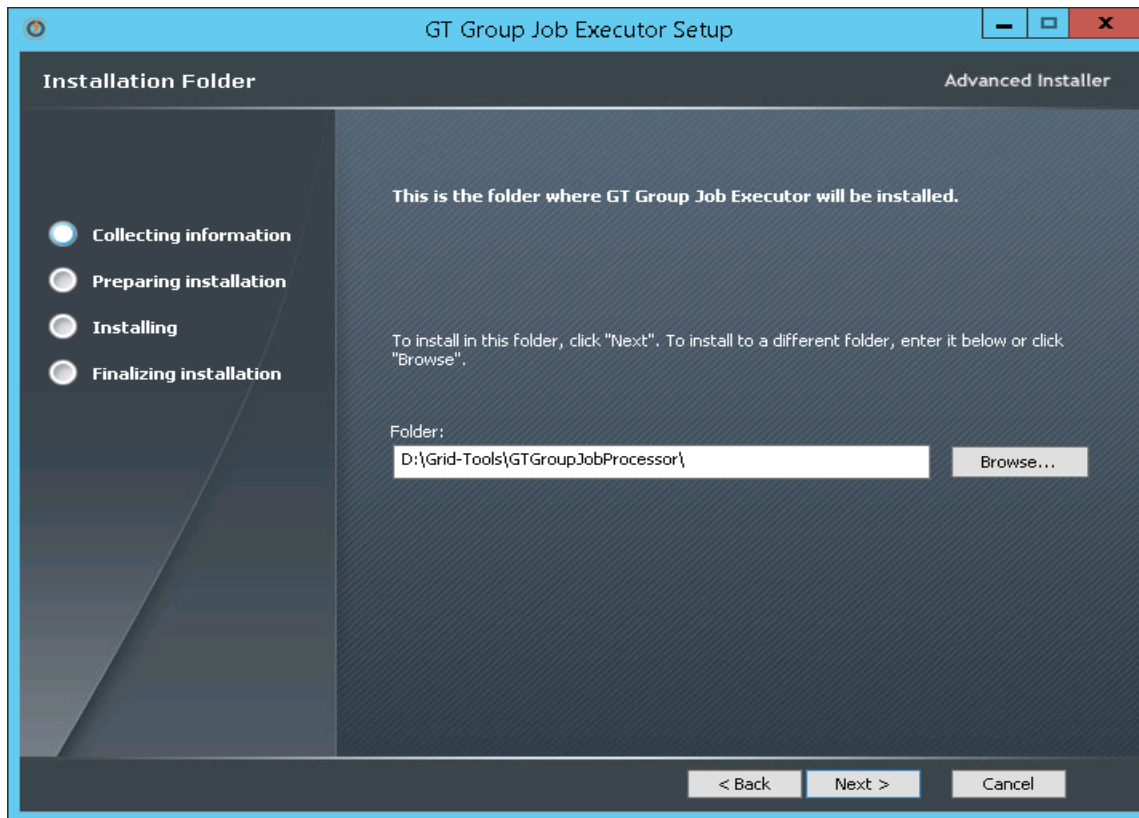 GT Group Job Executor Setup
Installation Folder
Advanced Installer
This is the folder where GT Group Job Executor will be installed.
Collecting information
Preparing installation
Installing
Finalizing installation
To install in this folder, click "Next". To install to a different folder, enter it below or click
"Browse".
Folder:
D:\Grid-Tools\GTGroupJobProcessor\
Browse...
< Back
Next >
Cancel